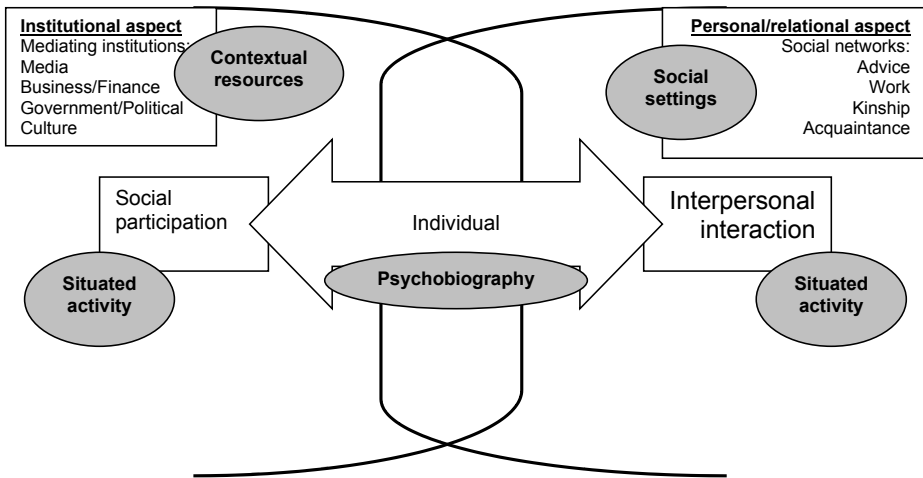 Institutional aspect
Mediating institutions:
Media
Business/Finance
Government/Political
Culture
Contextual
resources
Personal/relational aspect
Social networks:
Advice
Work
Kinship
Acquaintance
Social
settings
Social
participation
Individual
Interpersonal
interaction
Psychobiography
Situated
activity
Situated
activity